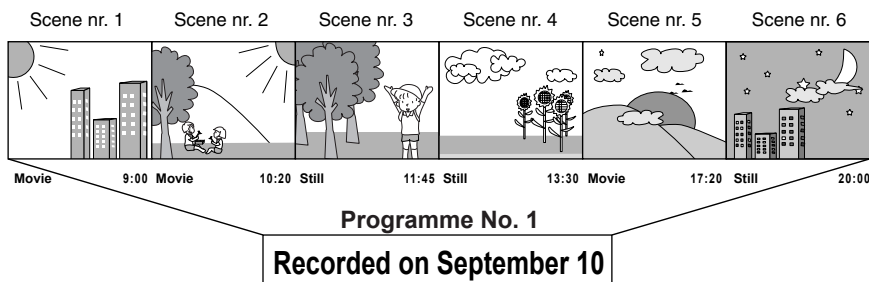 Scene nr. 1 Scene nr. 2 Scene nr. 3 Scene nr. 4 Scene nr. 5 Scene nr. 6
Movie 9:00 Movie 10:20 Still 11:45 Still 13:30 Movie 17:20 Still 20:00
Programme No. 1
Recorded on September 10